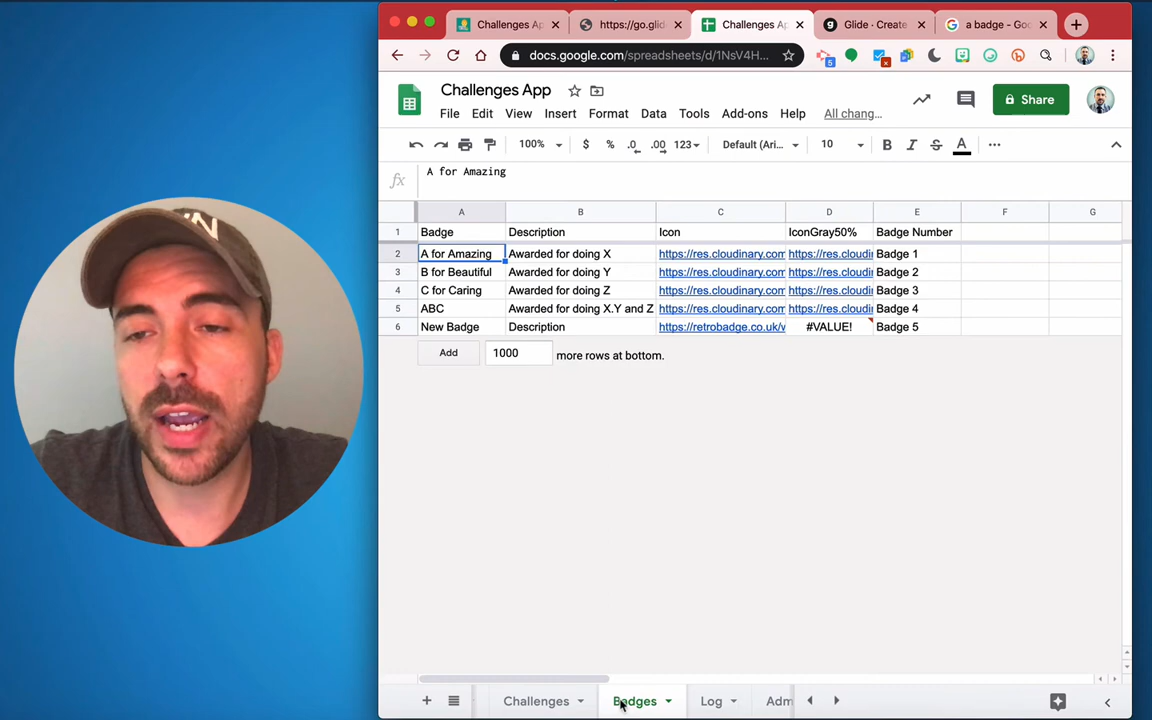 Challenges Ap
https://go.glid
Challenges Ap
Glide - Create
a badge - Goo
docs.google.com/spreadsheets/d/1NsV4H...
5
Challenges App
File Edit View Insert Format Data Tools Add-ons Help All chang...
Share
100% $ % .0 .00 123 Default (Ari... 10 B I S A
fx A for Amazing
A B C D E F G
1 Badge Description Icon IconGray50% Badge Number
2 A for Amazing Awarded for doing X https://res.cloudinary.com https://res.cloudi Badge 1
3 B for Beautiful Awarded for doing Y https://res.cloudinary.com https://res.cloudi Badge 2
4 C for Caring Awarded for doing Z https://res.cloudinary.com https://res.cloudi Badge 3
5 ABC Awarded for doing X.Y and Z https://res.cloudinary.com https://res.cloudi Badge 4
6 New Badge Description https://retrobadge.co.uk/v #VALUE! Badge 5
Add 1000 more rows at bottom.
Challenges Badges Log Adm